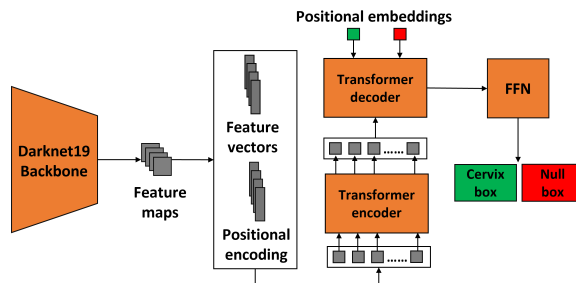 Positional embeddings
Darknet19
Backbone
Feature
maps
Feature
vectors
Positional
encoding
Transformer
decoder
......
Transformer
encoder
......
FFN
Cervix
box
Null
box